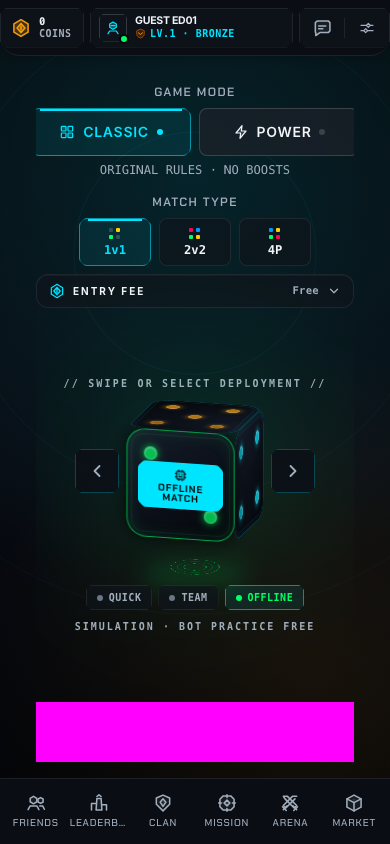 0
COINS
GUEST ED01
LV.1 · BRONZE
GAME MODE
CLASSIC
POWER
ORIGINAL RULES · NO BOOSTS
MATCH TYPE
1v1
2v2
4P
ENTRY FEE
Free
// SWIPE OR SELECT DEPLOYMENT //
OFFLINE
MATCH
QUICK
TEAM
OFFLINE
SIMULATION · BOT PRACTICE FREE
FRIENDS
LEADERB…
CLAN
MISSION
ARENA
MARKET